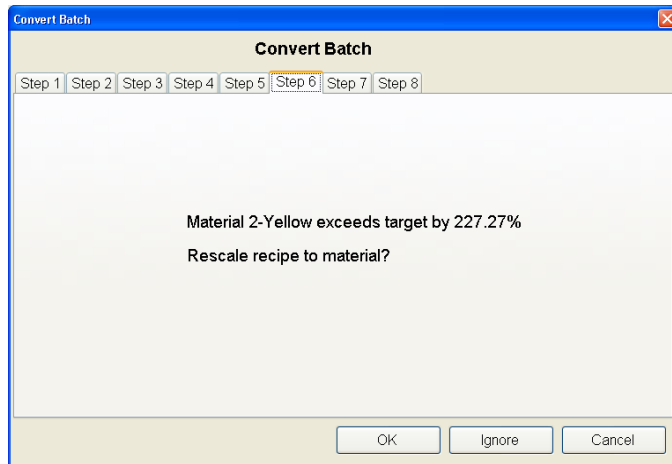 Convert Batch
Convert Batch
Step 1 Step 2 Step 3 Step 4 Step 5 Step 6 Step 7 Step 8
Material 2-Yellow exceeds target by 227.27%
Rescale recipe to material?
OK Ignore Cancel